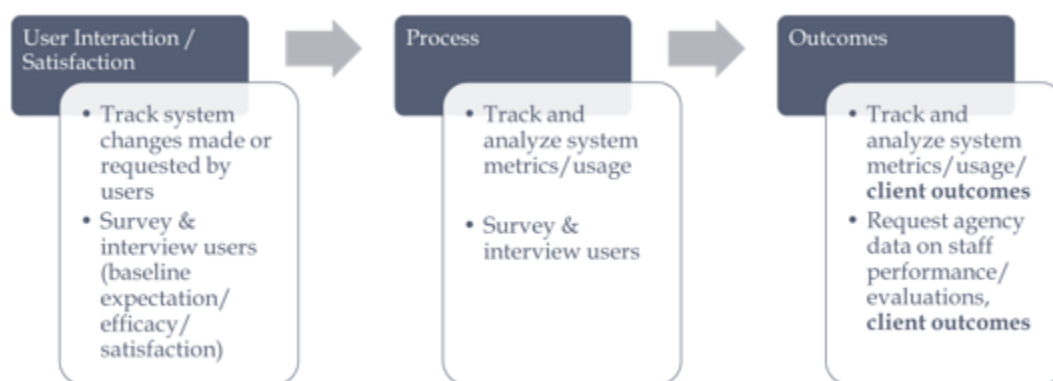 User Interaction /
Satisfaction
• Track system
changes made or
requested by
users
• Survey &
interview users
(baseline
expectation/
efficacy/
satisfaction)
Process
• Track and
analyze system
metrics/usage
• Survey &
interview users
Outcomes
• Track and
analyze system
metrics/usage/
client outcomes
• Request agency
data on staff
performance/
evaluations,
client outcomes